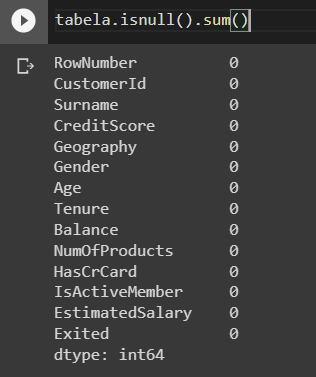 tabela.isnull().sum()
RowNumber 0
CustomerId 0
Surname 0
CreditScore 0
Geography 0
Gender 0
Age 0
Tenure 0
Balance 0
NumOfProducts 0
HasCrCard 0
IsActiveMember 0
EstimatedSalary 0
Exited 0
dtype: int64